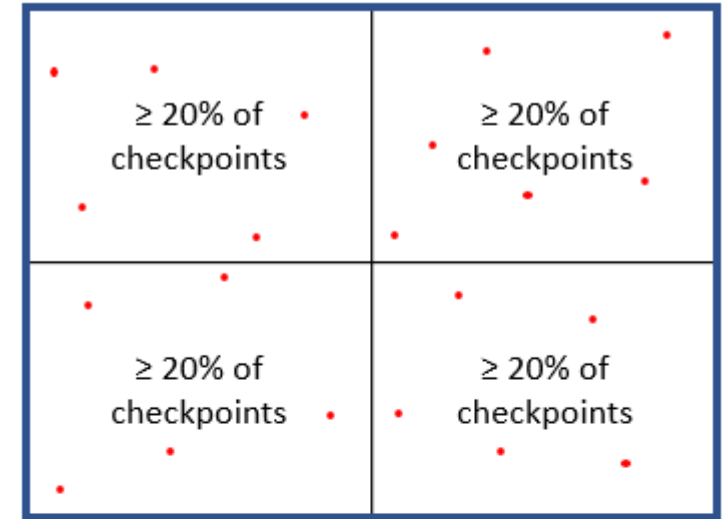 ≥ 20% of
checkpoints
≥ 20% of
checkpoints
≥ 20% of
checkpoints
≥ 20% of
checkpoints